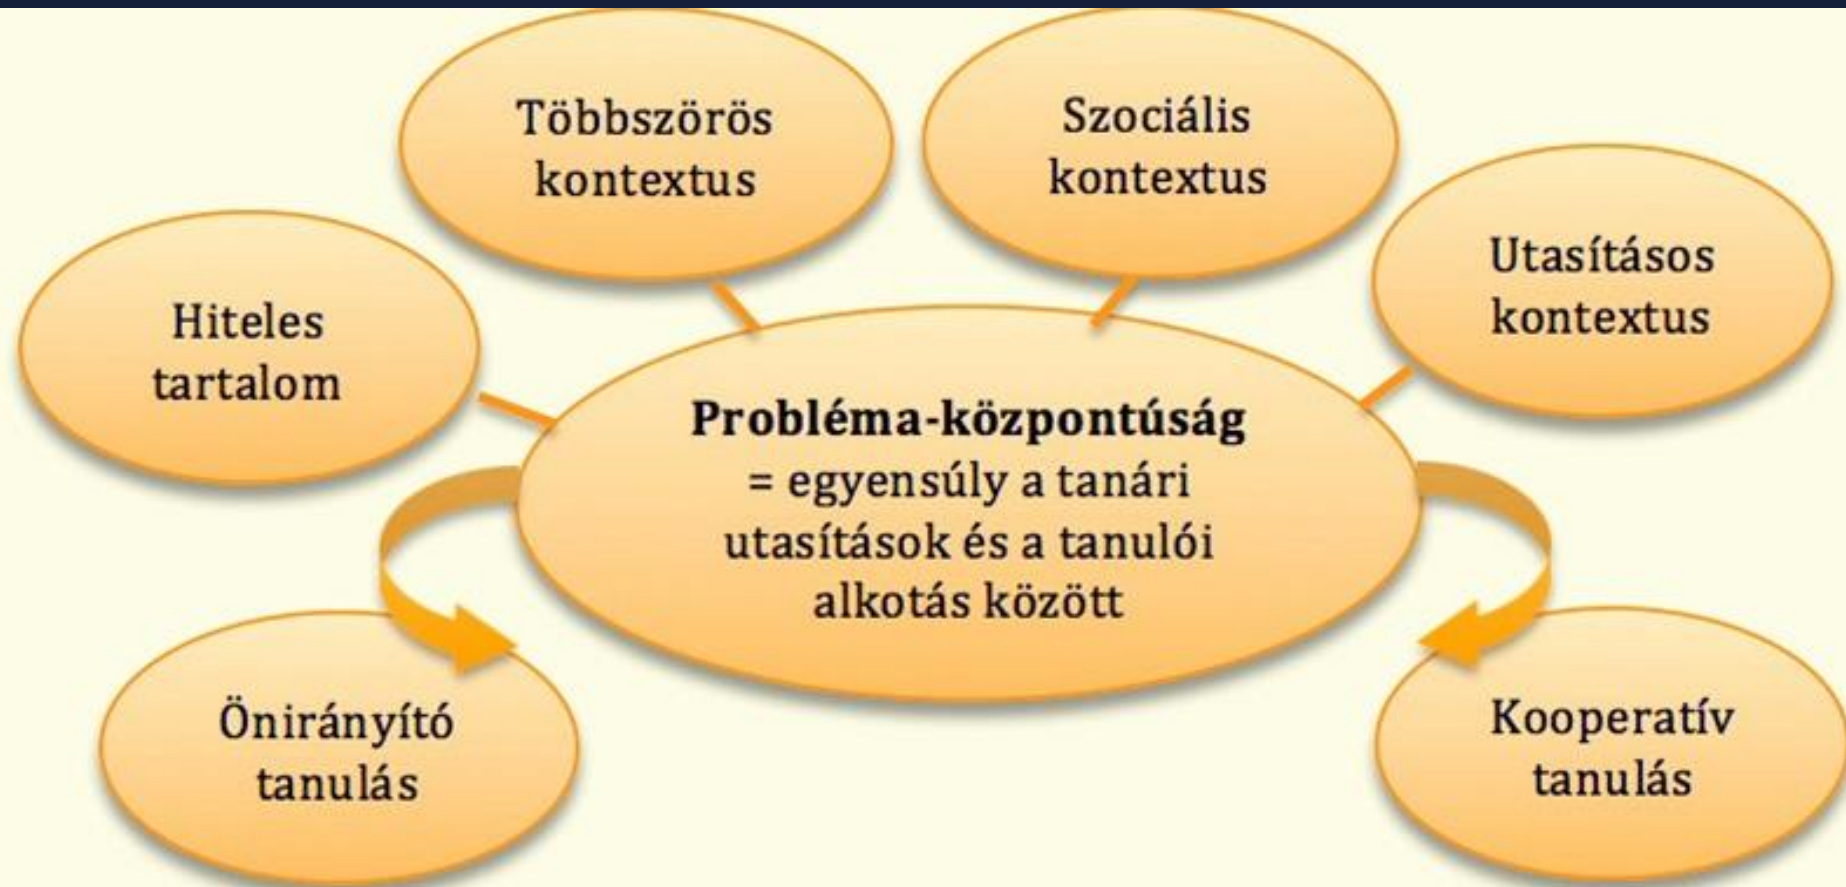 Többszörös
kontextus
Szociális
kontextus
Utasításos
kontextus
Hiteles
tartalom
Probléma-központúság
= egyensúly a tanári
utasítások és a tanulói
alkotás között
Önirányító
tanulás
Kooperatív
tanulás